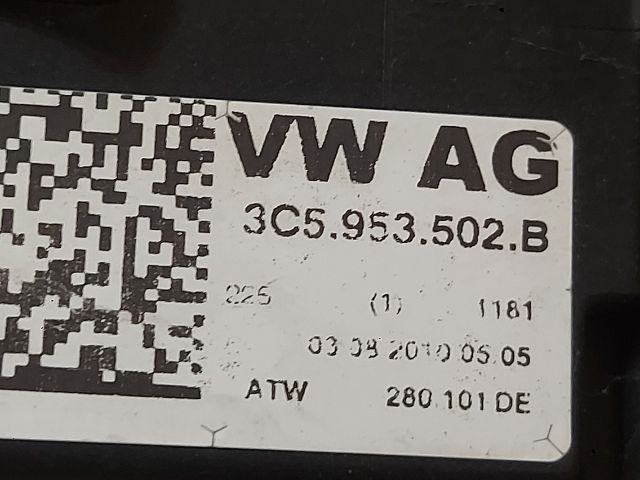 VW AG
3C5.953.502.B
225 (1) 1181
03 08 2010 05 05
ATW 280 101 DE